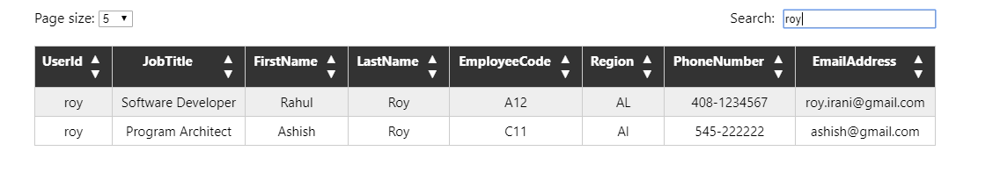 Page size: 5 Search: roy
UserId JobTitle FirstName LastName EmployeeCode Region PhoneNumber EmailAddress
roy Software Developer Rahul Roy A12 AL 408-1234567 roy.irani@gmail.com
roy Program Architect Ashish Roy C11 Al 545-222222 ashish@gmail.com